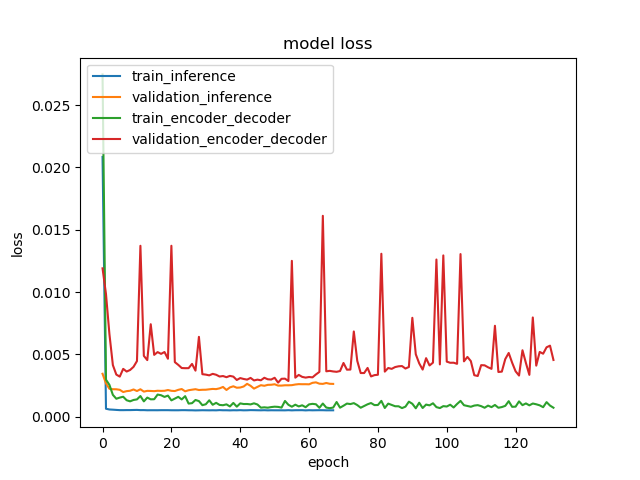 model loss
train_inference
validation_inference
train_encoder_decoder
validation_encoder_decoder
loss
0.025
0.020
0.015
0.010
0.005
0.000
0 20 40 60 80 100 120
epoch